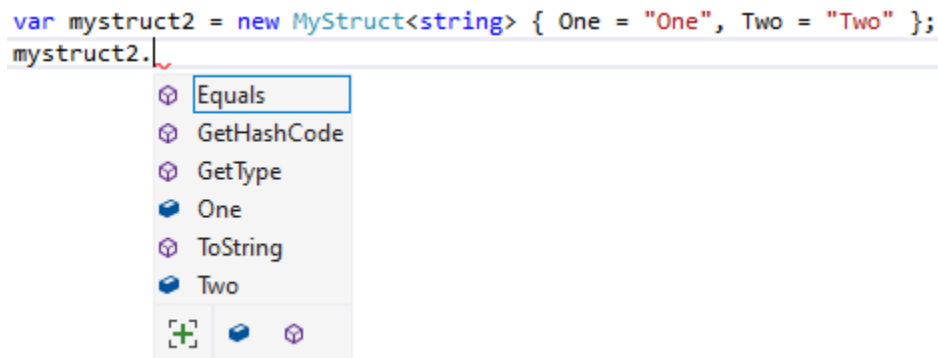 var mystruct2 = new MyStruct<string> { One = "One", Two = "Two" };
mystruct2.
Equals
GetHashCode
GetType
One
ToString
Two